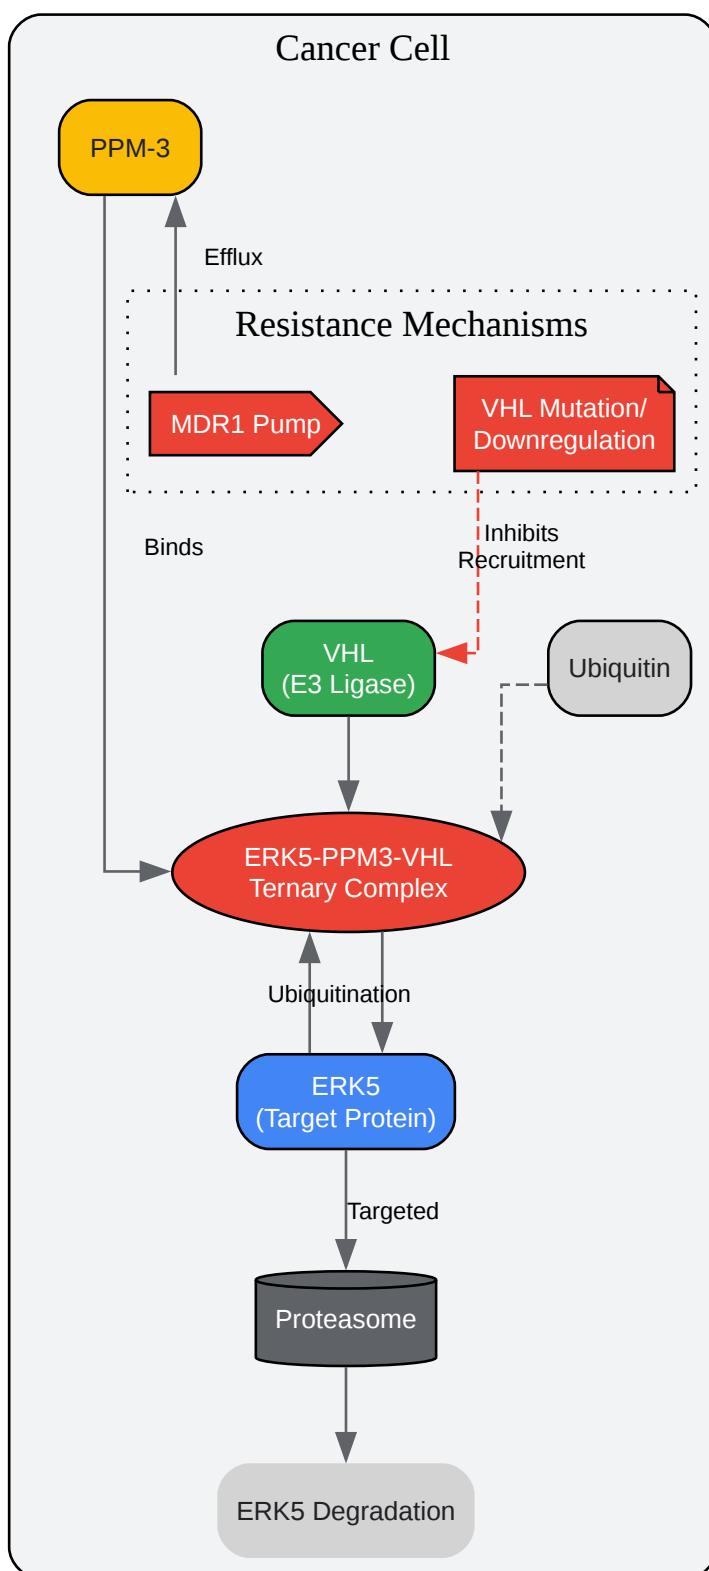 Cancer Cell
PPM-3
Efflux
Resistance Mechanisms
MDR1 Pump
VHL Mutation/
Downregulation
Binds
Inhibits
Recruitment
VHL
(E3 Ligase)
Ubiquitin
ERK5-PPM3-VHL
Ternary Complex
Ubiquitination
ERK5
(Target Protein)
Targeted
Proteasome
ERK5 Degradation